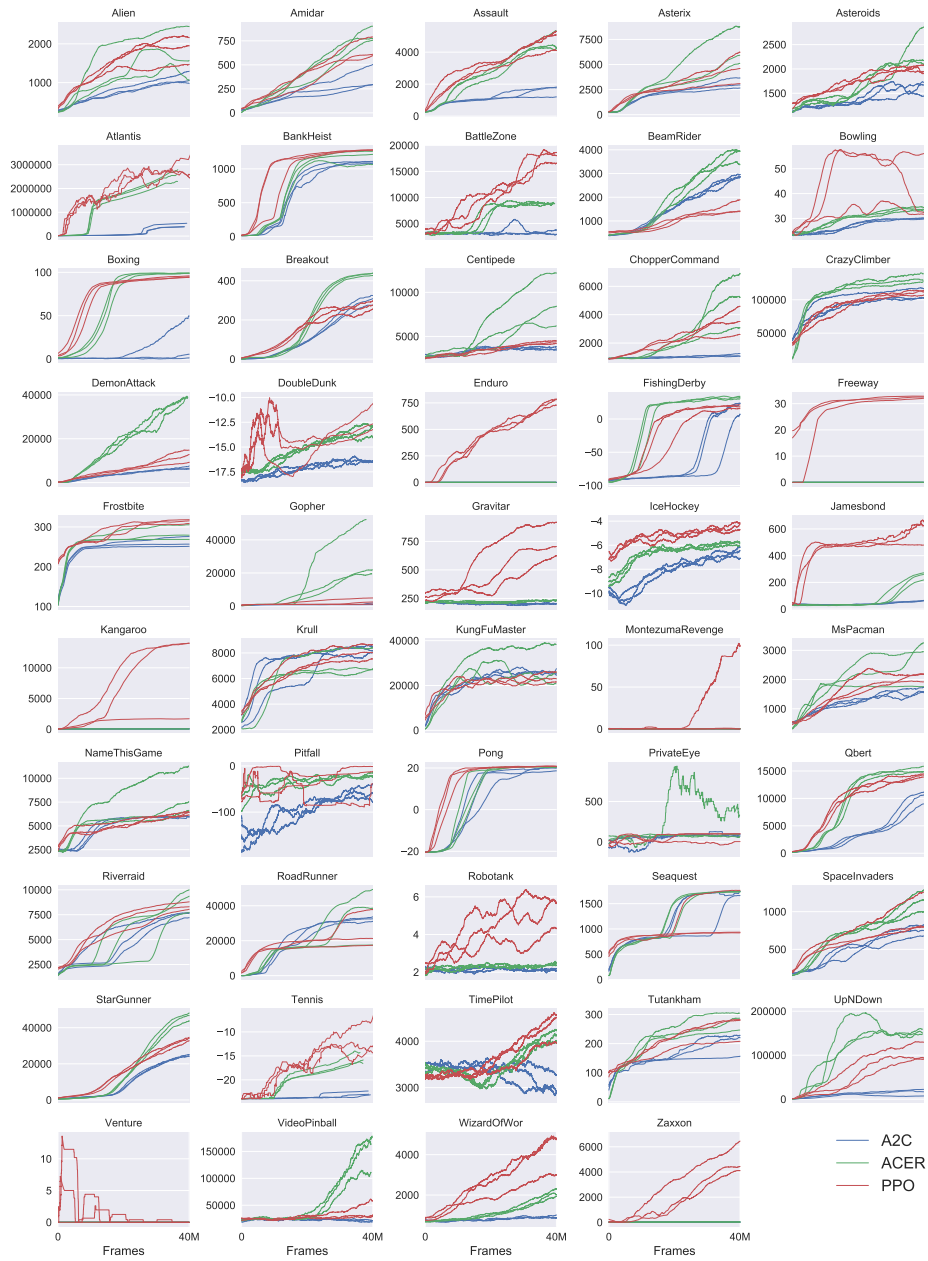 Alien Amidar Assault Asterix Asteroids
2000 1000
750 500 250 0
4000 2000 0
7500 5000 2500
2500 2000 1500 1000
Atlantis BankHeist BattleZone BeamRider Bowling
3000000 2000000 1000000 0
1000 500 0
20000 15000 10000 5000
4000 3000 2000 1000
50 40 30
Boxing Breakout Centipede ChopperCommand CrazyClimber
100 50 0
400 200 0
10000 5000
6000 4000 2000
100000 50000
DemonAttack DoubleDunk Enduro FishingDerby Freeway
40000 20000 0
−10.0 −12.5 −15.0 −17.5
750 500 250 0
0 −50 −100
30 20 10 0
Frostbite Gopher Gravitar IceHockey Jamesbond
300 200 100
40000 20000 0
750 500 250
−4 −6 −8 −10
600 400 200 0
Kangaroo Krull KungFuMaster MontezumaRevenge MsPacman
10000 5000 0
8000 6000 4000 2000
40000 20000 0
100 50 0
3000 2000 1000
NameThisGame Pitfall Pong PrivateEye Qbert
10000 7500 5000 2500
0 −100
20 0 −20
500 0
15000 10000 5000 0
Riverraid RoadRunner Robotank Seaquest SpaceInvaders
10000 7500 5000 2500
40000 20000 0
6 4 2
1500 1000 500 0
1000 500
StarGunner Tennis TimePilot Tutankham UpNDown
40000 20000 0
−10 −15 −20
4000 3000
300 200 100 0
200000 100000 0
Venture VideoPinball WizardOfWor Zaxxon
10 5 0
150000 100000 50000
4000 2000 0
6000 4000 2000 0
A2C
ACER
PPO
0 40M 0 40M 0 40M 0 40M
Frames Frames Frames Frames